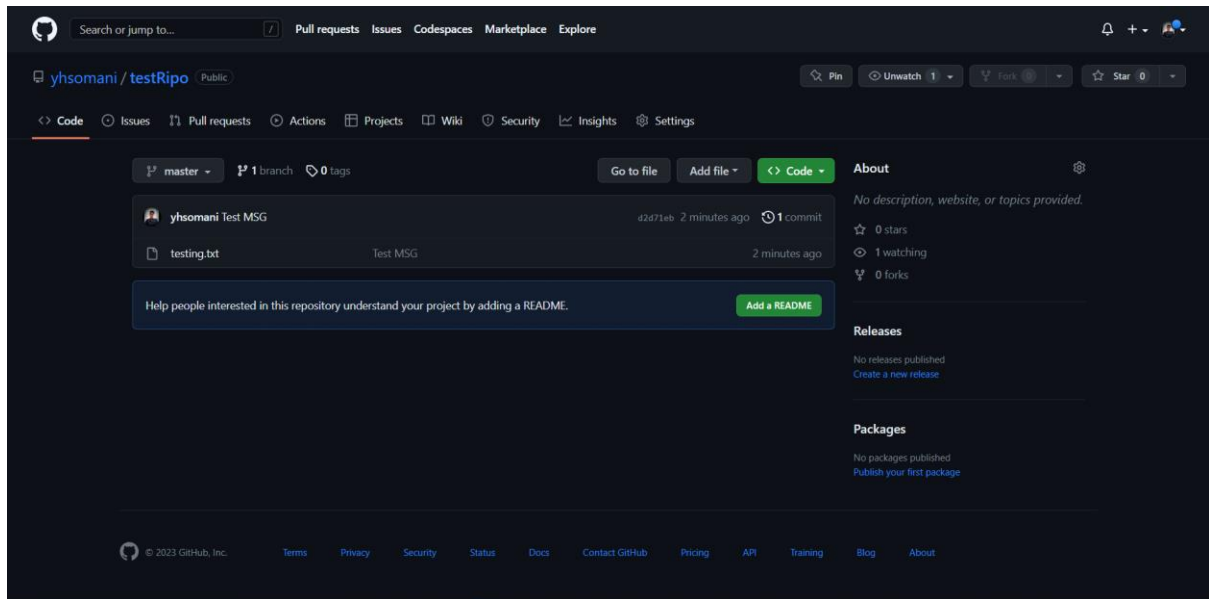 Search or jump to... / Pull requests Issues Codespaces Marketplace Explore
yhsomani / testRipo Public Pin Unwatch 1 Fork 0 Star 0
<> Code Issues Pull requests Actions Projects Wiki Security Insights Settings
master 1 branch 0 tags Go to file Add file <> Code
yhsomani Test MSG d2d71eb 2 minutes ago 1 commit
testing.txt Test MSG 2 minutes ago
Help people interested in this repository understand your project by adding a README. Add a README
About
No description, website, or topics provided.
0 stars
1 watching
0 forks
Releases
No releases published
Create a new release
Packages
No packages published
Publish your first package
© 2023 GitHub, Inc. Terms Privacy Security Status Docs Contact GitHub Pricing API Training Blog About